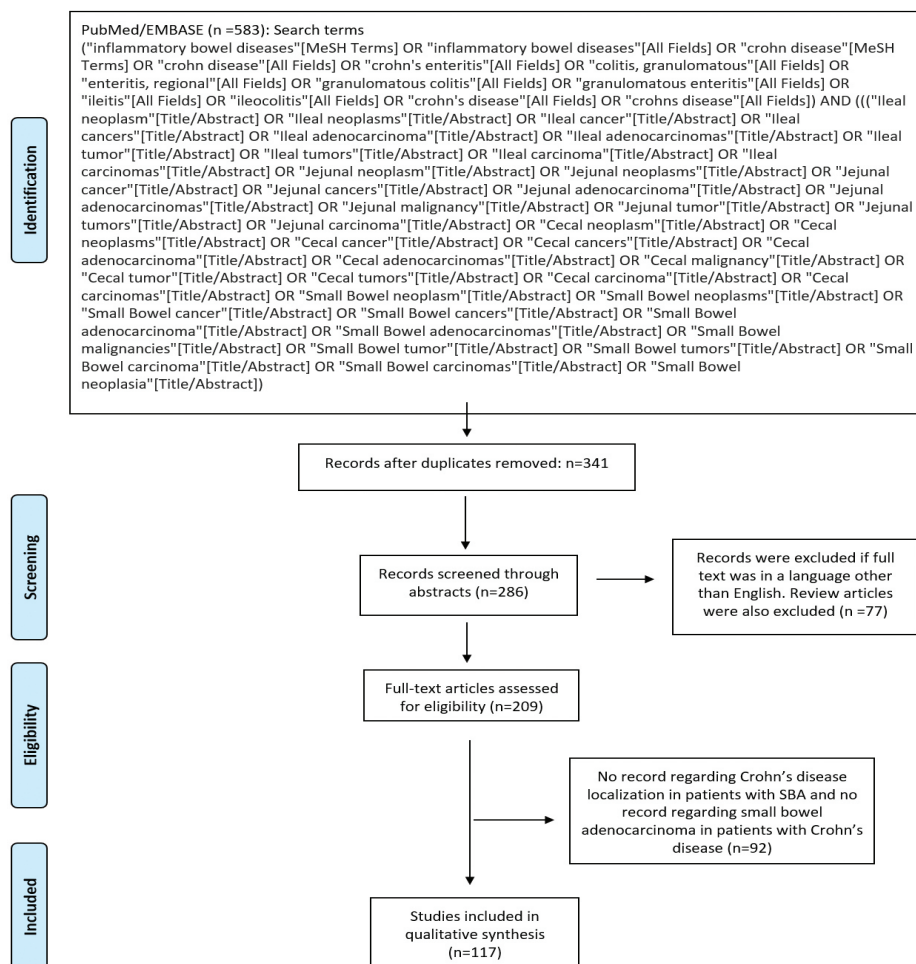 PubMed/EMBASE (n =583): Search terms
("inflammatory bowel diseases"[MeSH Terms] OR "inflammatory bowel diseases"[All Fields] OR "crohn disease"[MeSH
Terms] OR "crohn disease"[All Fields] OR "crohn's enteritis"[All Fields] OR "colitis, granulomatous"[All Fields] OR
"enteritis, regional"[All Fields] OR "granulomatous colitis"[All Fields] OR "granulomatous enteritis"[All Fields] OR
"ileitis"[All Fields] OR "ileocolitis"[All Fields] OR "crohn's disease"[All Fields] OR "crohns disease"[All Fields]) AND ((("Ileal
neoplasm"[Title/Abstract] OR "Ileal neoplasms"[Title/Abstract] OR "Ileal cancer"[Title/Abstract] OR "Ileal
cancers"[Title/Abstract] OR "Ileal adenocarcinoma"[Title/Abstract] OR "Ileal adenocarcinomas"[Title/Abstract] OR "Ileal
tumor"[Title/Abstract] OR "Ileal tumors"[Title/Abstract] OR "Ileal carcinoma"[Title/Abstract] OR "Ileal
carcinomas"[Title/Abstract] OR "Jejunal neoplasm"[Title/Abstract] OR "Jejunal neoplasms"[Title/Abstract] OR "Jejunal
cancer"[Title/Abstract] OR "Jejunal cancers"[Title/Abstract] OR "Jejunal adenocarcinoma"[Title/Abstract] OR "Jejunal
adenocarcinomas"[Title/Abstract] OR "Jejunal malignancy"[Title/Abstract] OR "Jejunal tumor"[Title/Abstract] OR "Jejunal
tumors"[Title/Abstract] OR "Jejunal carcinoma"[Title/Abstract] OR "Cecal neoplasm"[Title/Abstract] OR "Cecal
neoplasms"[Title/Abstract] OR "Cecal cancer"[Title/Abstract] OR "Cecal cancers"[Title/Abstract] OR "Cecal
adenocarcinoma"[Title/Abstract] OR "Cecal adenocarcinomas"[Title/Abstract] OR "Cecal malignancy"[Title/Abstract] OR
"Cecal tumor"[Title/Abstract] OR "Cecal tumors"[Title/Abstract] OR "Cecal carcinoma"[Title/Abstract] OR "Cecal
carcinomas"[Title/Abstract] OR "Small Bowel neoplasm"[Title/Abstract] OR "Small Bowel neoplasms"[Title/Abstract] OR
"Small Bowel cancer"[Title/Abstract] OR "Small Bowel cancers"[Title/Abstract] OR "Small Bowel
adenocarcinoma"[Title/Abstract] OR "Small Bowel adenocarcinomas"[Title/Abstract] OR "Small Bowel
malignancies"[Title/Abstract] OR "Small Bowel tumor"[Title/Abstract] OR "Small Bowel tumors"[Title/Abstract] OR "Small
Bowel carcinoma"[Title/Abstract] OR "Small Bowel carcinomas"[Title/Abstract] OR "Small Bowel
neoplasia"[Title/Abstract])
Identification
Records after duplicates removed: n=341
Screening
Records screened through
abstracts (n=286)
Records were excluded if full
text was in a language other
than English. Review articles
were also excluded (n =77)
Eligibility
Full-text articles assessed
for eligibility (n=209)
No record regarding Crohn’s disease
localization in patients with SBA and no
record regarding small bowel
adenocarcinoma in patients with Crohn’s
disease (n=92)
Included
Studies included in
qualitative synthesis
(n=117)